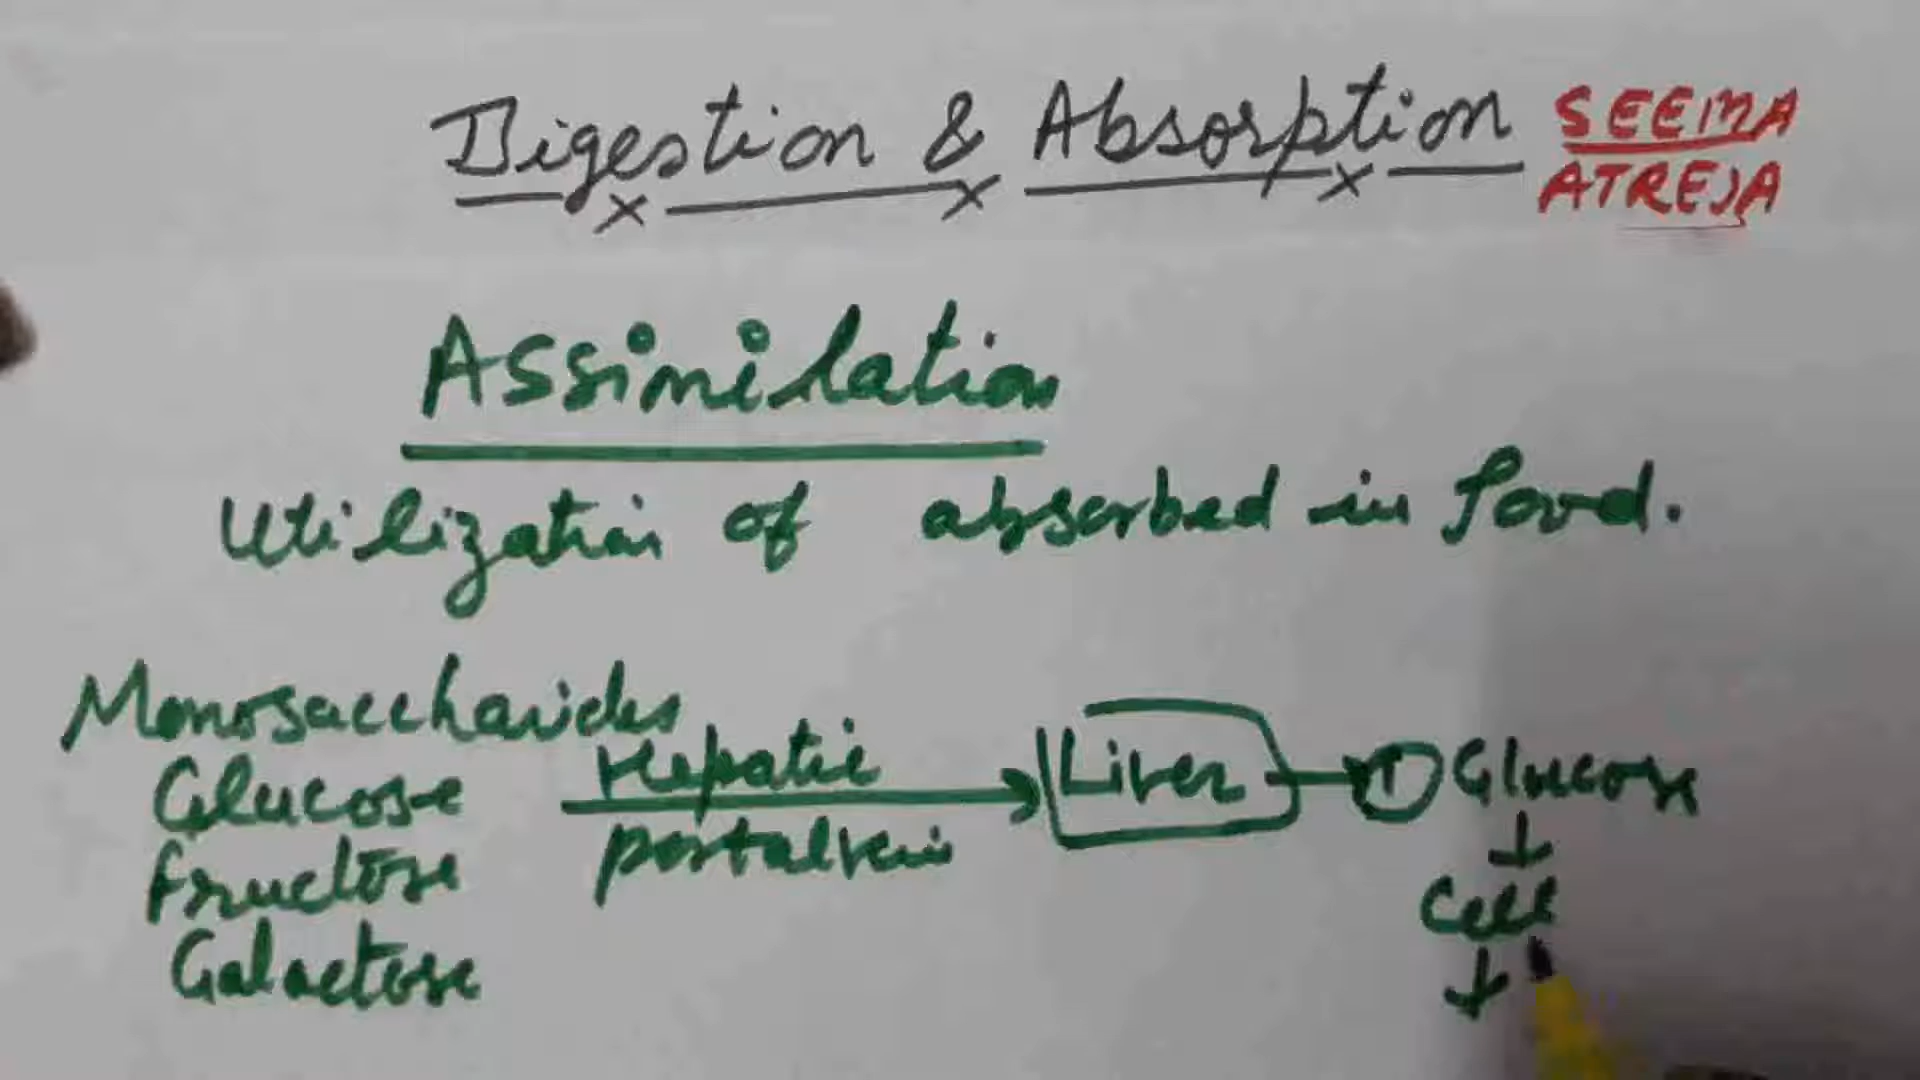 Digestion & Absorption SEEMA
ATREJA
Assimilation
Utilization of absorbed in food.
Monosaccharides
Glucose Hepatic Liver → ① Glucose
Fructose portal vein ↓
Cell
Galactose ↓